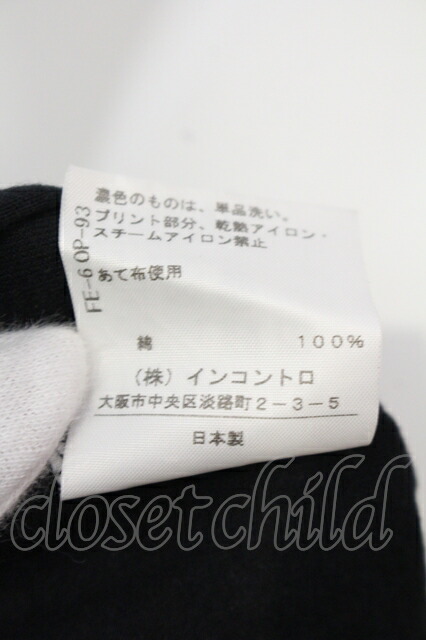 濃色のものは、単品洗い。
プリント部分、乾熱アイロン・
スチームアイロン禁止
あて布使用
FE-6 OP-93
綿 100%
（株）インコントロ
大阪市中央区淡路町2-3-5
日本製
closet child